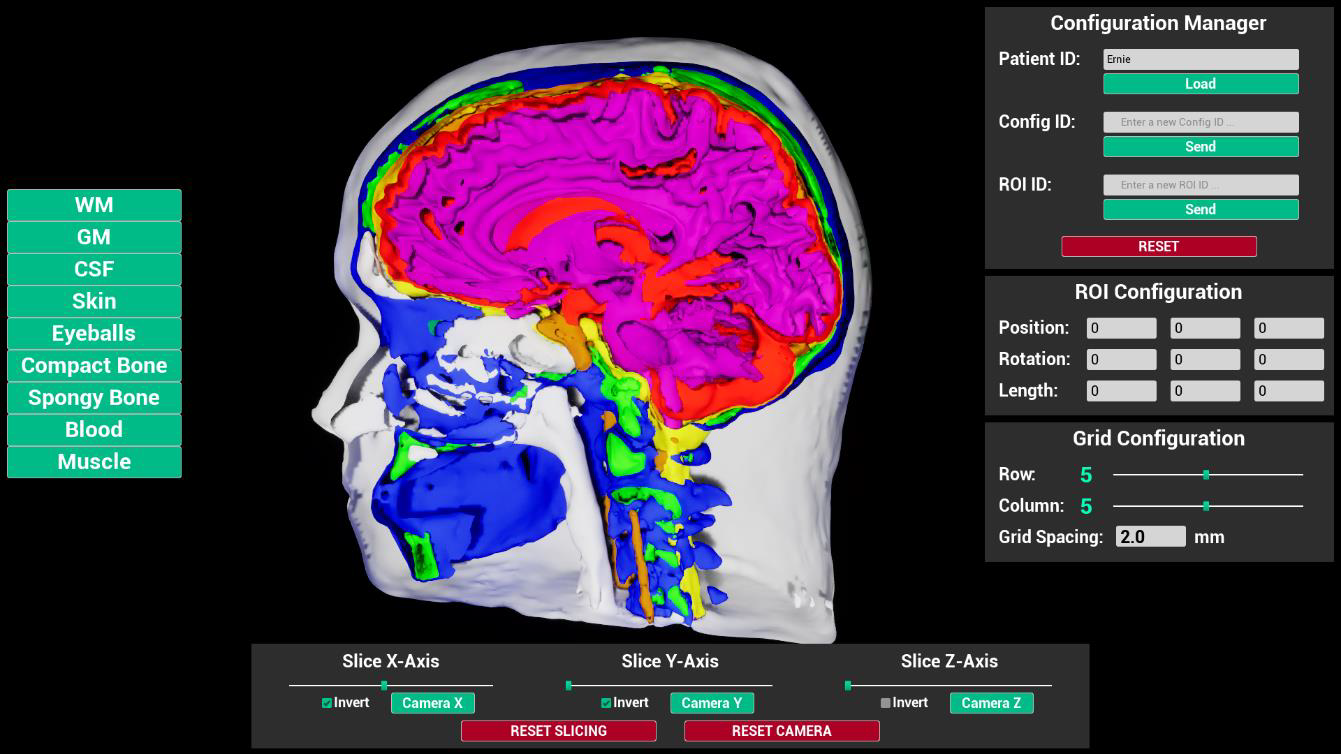 WM
GM
CSF
Skin
Eyeballs
Compact Bone
Spongy Bone
Blood
Muscle
Configuration Manager
Patient ID: Ernie
Load
Config ID: Enter a new Config ID ...
Send
ROI ID: Enter a new ROI ID ...
Send
RESET
ROI Configuration
Position: 0 0 0
Rotation: 0 0 0
Length: 0 0 0
Grid Configuration
Row: 5
Column: 5
Grid Spacing: 2.0 mm
Slice X-Axis Slice Y-Axis Slice Z-Axis
Invert Camera X Invert Camera Y Invert Camera Z
RESET SLICING RESET CAMERA